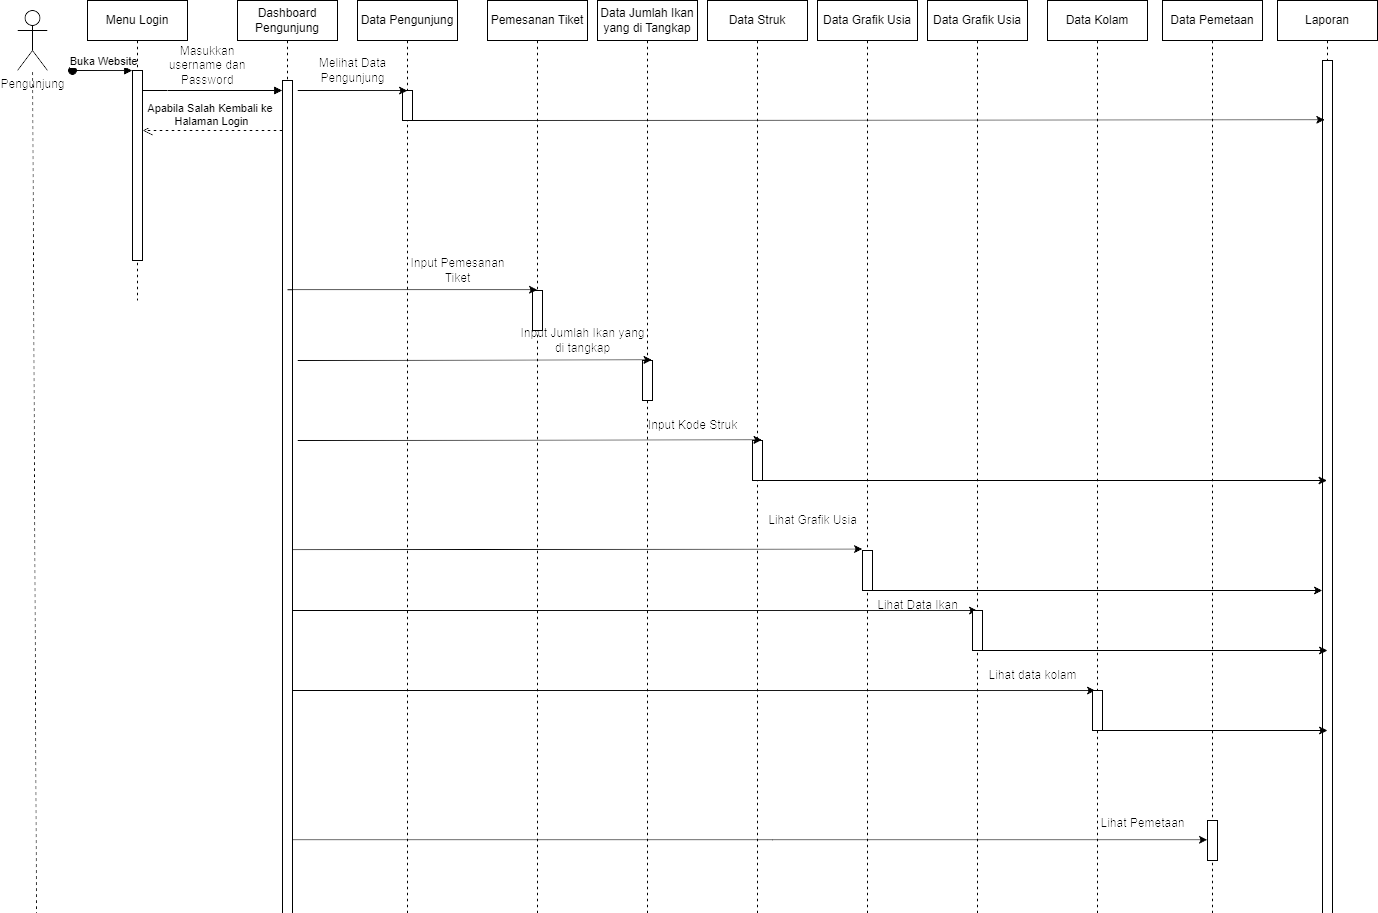 Pengunjung
Menu Login
Dashboard
Pengunjung
Data Pengunjung
Pemesanan Tiket
Data Jumlah Ikan
yang di Tangkap
Data Struk
Data Grafik Usia
Data Grafik Usia
Data Kolam
Data Pemetaan
Laporan
Buka Website
Masukkan
username dan
Password
Melihat Data
Pengunjung
Apabila Salah Kembali ke
Halaman Login
Input Pemesanan
Tiket
Input Jumlah Ikan yang
di tangkap
Input Kode Struk
Lihat Grafik Usia
Lihat Data Ikan
Lihat data kolam
Lihat Pemetaan